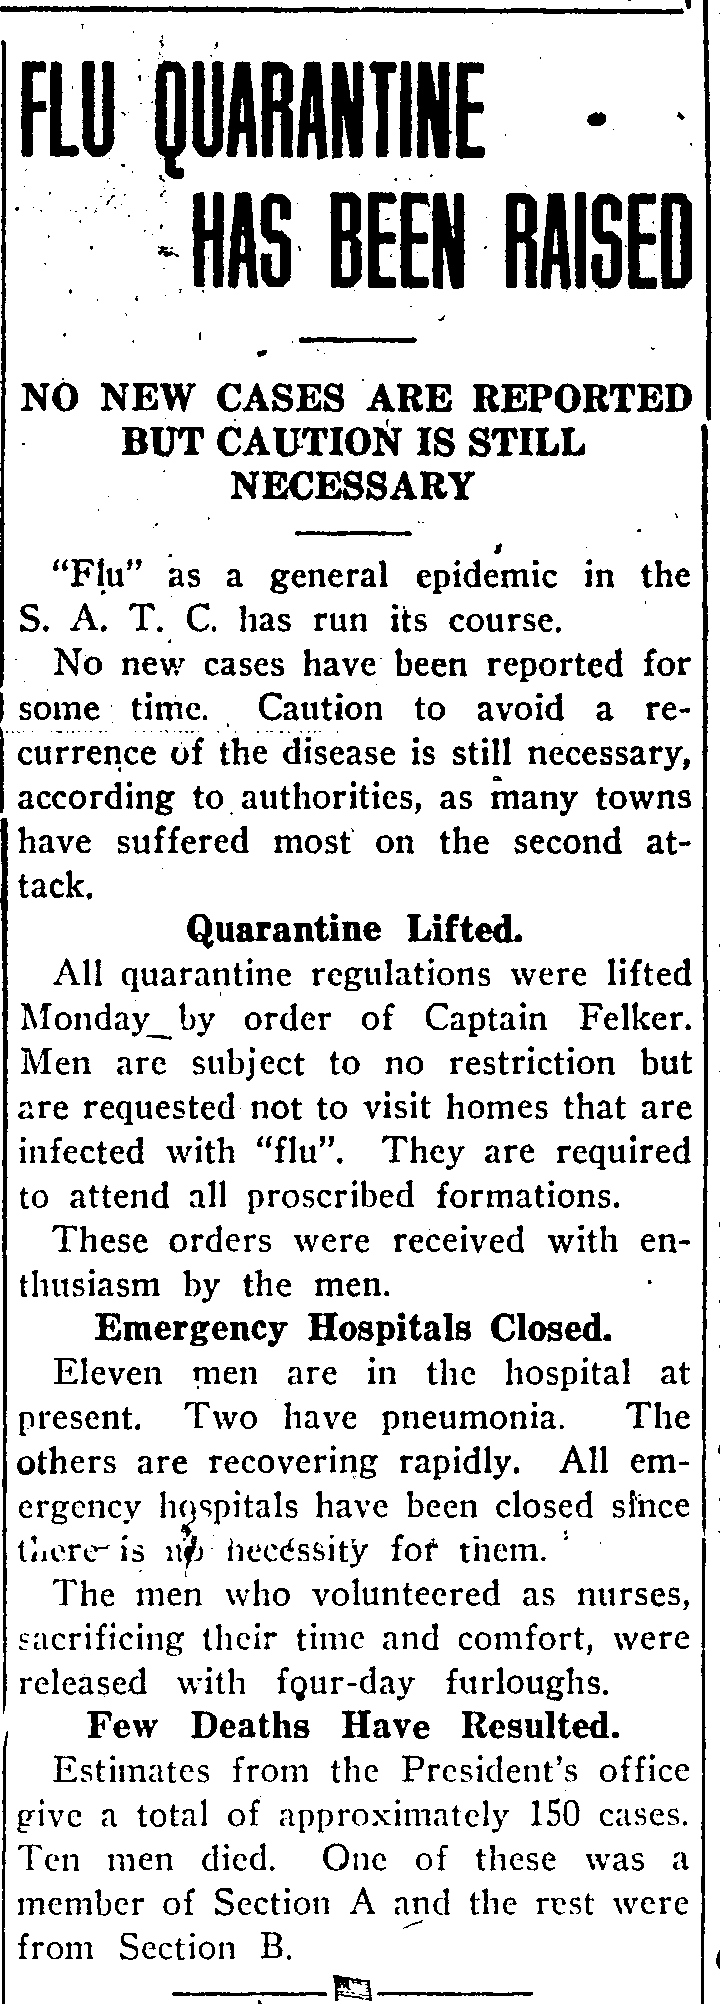 FLU QUARANTINE
HAS BEEN RAISED
NO NEW CASES ARE REPORTED
BUT CAUTION IS STILL
NECESSARY
"Flu" as a general epidemic in the
S. A. T. C. has run its course.
No new cases have been reported for
some time. Caution to avoid a re-
currence of the disease is still necessary,
according to authorities, as many towns
have suffered most on the second at-
tack.
Quarantine Lifted.
All quarantine regulations were lifted
Monday by order of Captain Felker.
Men are subject to no restriction but
are requested not to visit homes that are
infected with "flu". They are required
to attend all proscribed formations.
These orders were received with en-
thusiasm by the men.
Emergency Hospitals Closed.
Eleven men are in the hospital at
present. Two have pneumonia. The
others are recovering rapidly. All em-
ergency hospitals have been closed since
there is no necessity for them.
The men who volunteered as nurses,
sacrificing their time and comfort, were
released with four-day furloughs.
Few Deaths Have Resulted.
Estimates from the President's office
give a total of approximately 150 cases.
Ten men died. One of these was a
member of Section A and the rest were
from Section B.